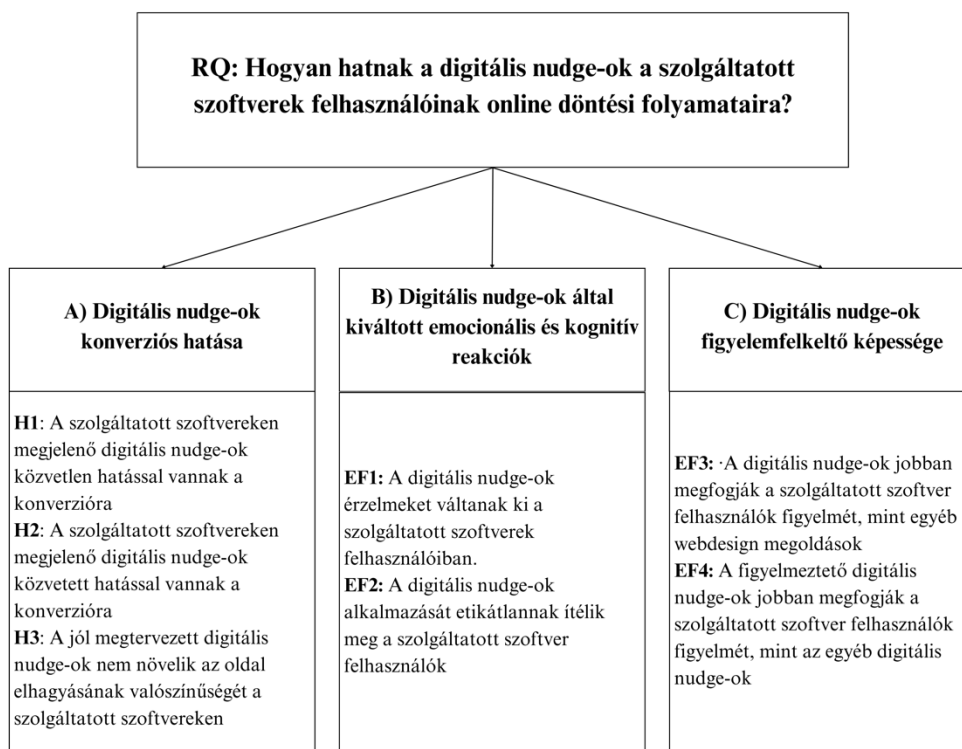 RQ: Hogyan hatnak a digitális nudge-ok a szolgáltatott
szoftverek felhasználóinak online döntési folyamataira?
A) Digitális nudge-ok
konverziós hatása
H1: A szolgáltatott szoftvereken
megjelenő digitális nudge-ok
közvetlen hatással vannak a
konverzióra
H2: A szolgáltatott szoftvereken
megjelenő digitális nudge-ok
közvetett hatással vannak a
konverzióra
H3: A jól megtervezett digitális
nudge-ok nem növelik az oldal
elhagyásának valószínűségét a
szolgáltatott szoftvereken
B) Digitális nudge-ok által
kiváltott emocionális és kognitív
reakciók
EF1: A digitális nudge-ok
érzelmeket váltanak ki a
szolgáltatott szoftverek
felhasználóiban.
EF2: A digitális nudge-ok
alkalmazását etikátlannak ítélik
meg a szolgáltatott szoftver
felhasználók
C) Digitális nudge-ok
figyelemfelkeltő képessége
EF3: ·A digitális nudge-ok jobban
megfogják a szolgáltatott szoftver
felhasználók figyelmét, mint egyéb
webdesign megoldások
EF4: A figyelmeztető digitális
nudge-ok jobban megfogják a
szolgáltatott szoftver felhasználók
figyelmét, mint az egyéb digitális
nudge-ok